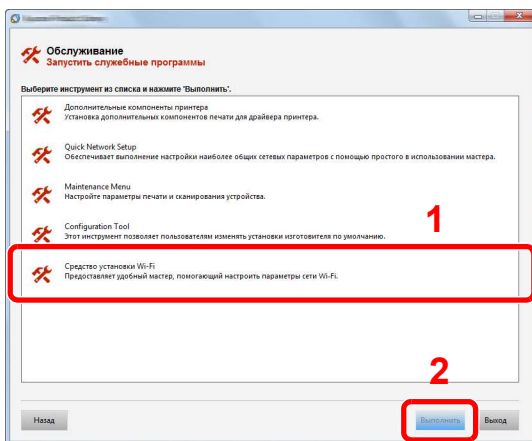 Обслуживание
Запустить служебные программы
Выберите инструмент из списка и нажмите 'Выполнить'.
Дополнительные компоненты принтера
Установка дополнительных компонентов печати для драйвера принтера.
Quick Network Setup
Обеспечивает выполнение настройки наиболее общих сетевых параметров с помощью простого в использовании мастера.
Maintenance Menu
Настройте параметры печати и сканирования устройства.
1
Configuration Tool
Этот инструмент позволяет пользователям изменять установки изготовителя по умолчанию.
Средство установки Wi-Fi
Предоставляет удобный мастер, помогающий настроить параметры сети Wi-Fi.
2
Назад
Выполнить
Выход